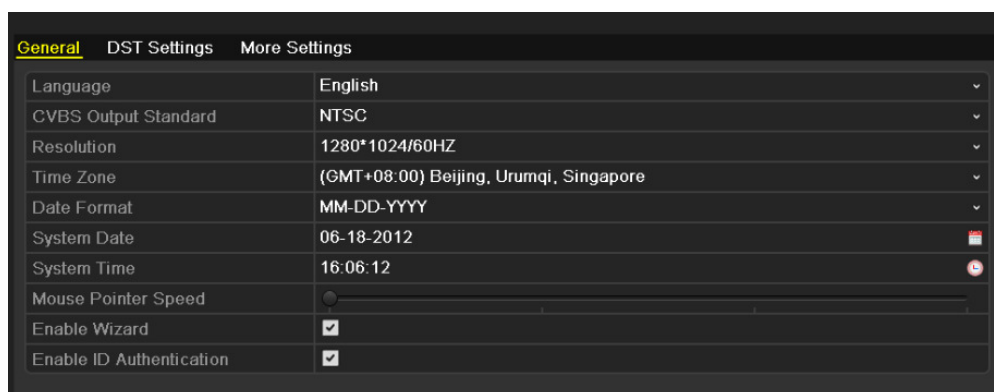 General DST Settings More Settings
Language English
CVBS Output Standard NTSC
Resolution 1280*1024/60HZ
Time Zone (GMT+08:00) Beijing, Urumqi, Singapore
Date Format MM-DD-YYYY
System Date 06-18-2012
System Time 16:06:12
Mouse Pointer Speed
Enable Wizard
Enable ID Authentication